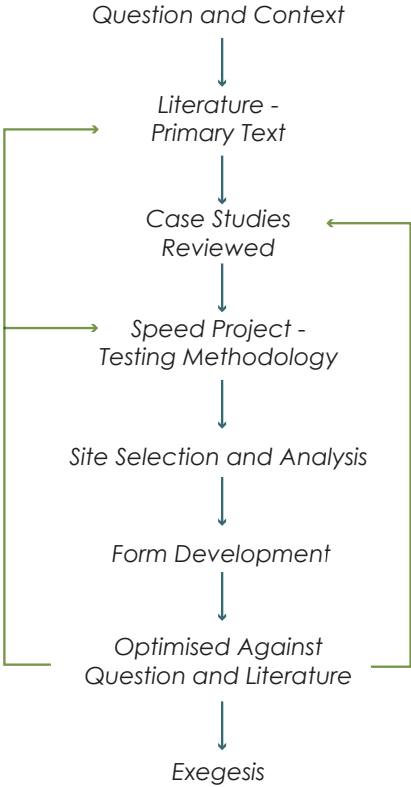 Question and Context
Literature -
Primary Text
Case Studies
Reviewed
Speed Project -
Testing Methodology
Site Selection and Analysis
Form Development
Optimised Against
Question and Literature
Exegesis